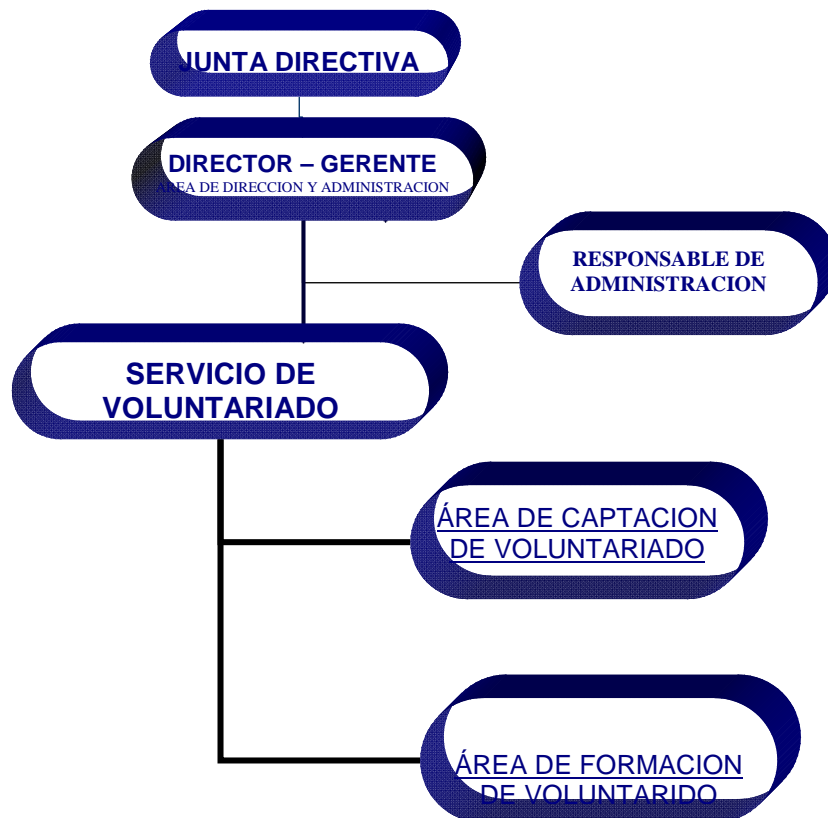 JUNTA DIRECTIVA
DIRECTOR – GERENTE
AREA DE DIRECCION Y ADMINISTRACION
RESPONSABLE DE
ADMINISTRACION
SERVICIO DE
VOLUNTARIADO
ÁREA DE CAPTACION
DE VOLUNTARIADO
ÁREA DE FORMACION
DE VOLUNTARIDO